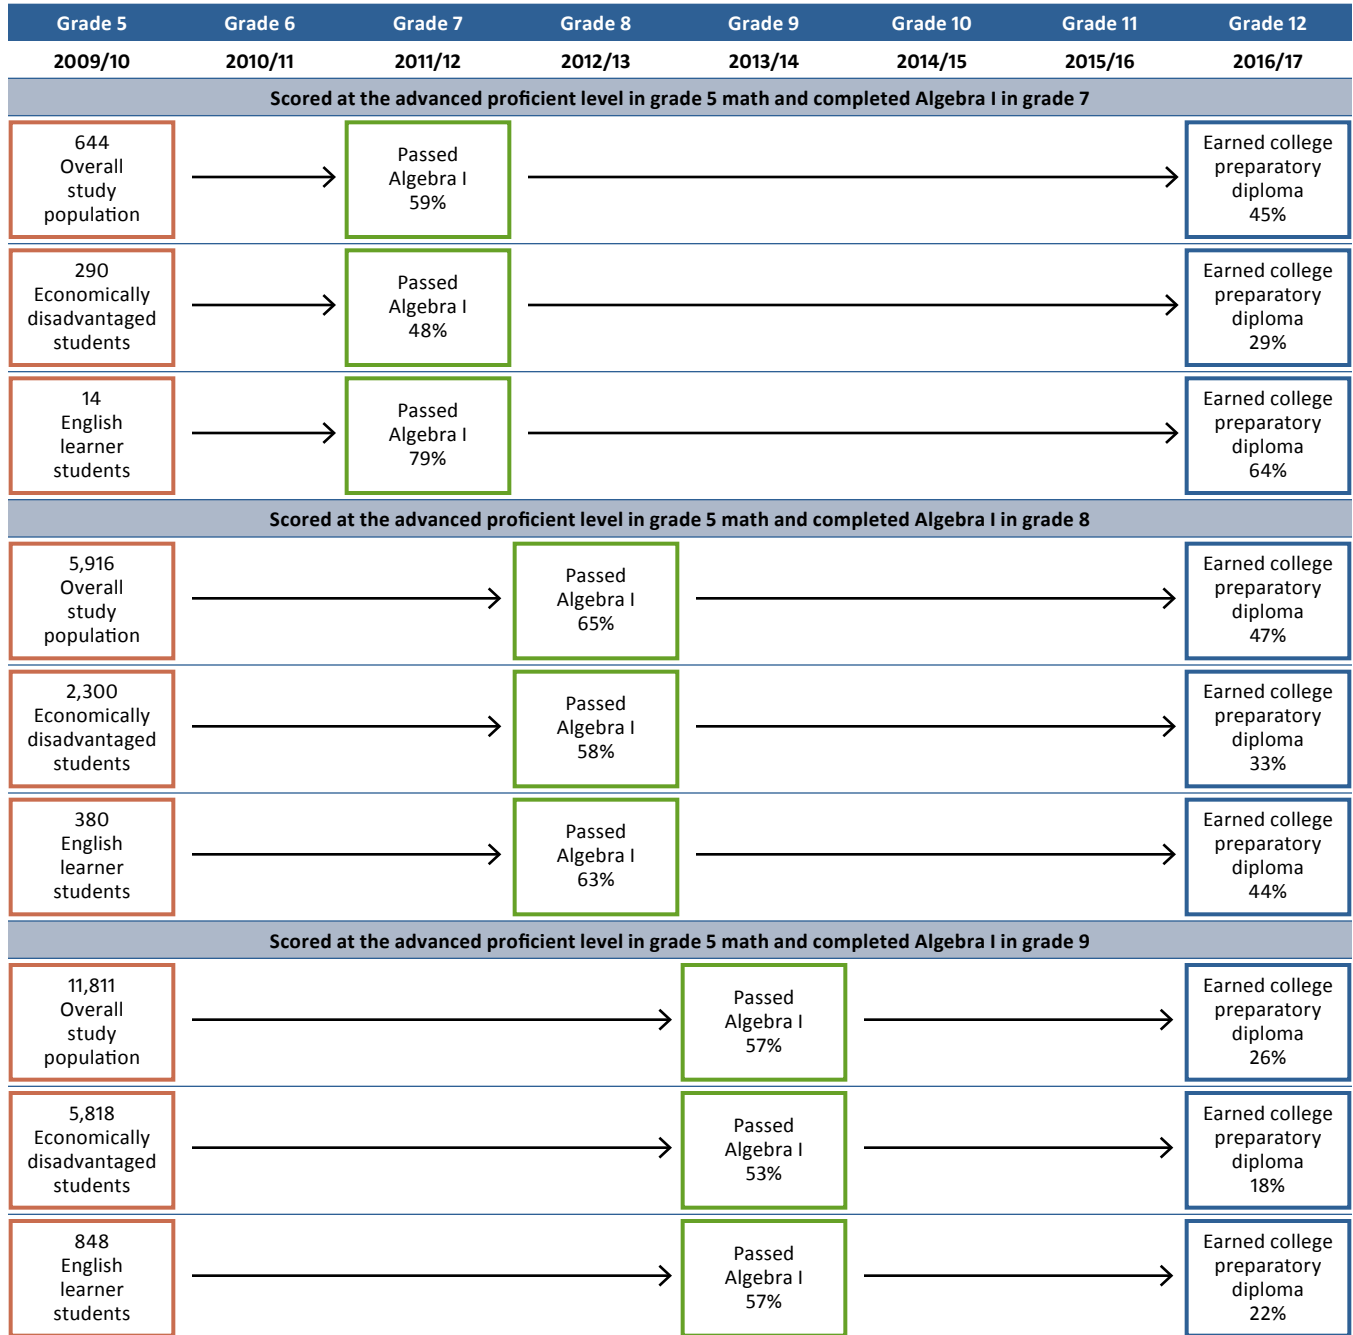 Grade 5 Grade 6 Grade 7 Grade 8 Grade 9 Grade 10 Grade 11 Grade 12
2009/10 2010/11 2011/12 2012/13 2013/14 2014/15 2015/16 2016/17
Scored at the advanced proficient level in grade 5 math and completed Algebra I in grade 7
644
Overall
study
population
Passed
Algebra I
59%
Earned college
preparatory
diploma
45%
290
Economically
disadvantaged
students
Passed
Algebra I
48%
Earned college
preparatory
diploma
29%
14
English
learner
students
Passed
Algebra I
79%
Earned college
preparatory
diploma
64%
Scored at the advanced proficient level in grade 5 math and completed Algebra I in grade 8
5,916
Overall
study
population
Passed
Algebra I
65%
Earned college
preparatory
diploma
47%
2,300
Economically
disadvantaged
students
Passed
Algebra I
58%
Earned college
preparatory
diploma
33%
380
English
learner
students
Passed
Algebra I
63%
Earned college
preparatory
diploma
44%
Scored at the advanced proficient level in grade 5 math and completed Algebra I in grade 9
11,811
Overall
study
population
Passed
Algebra I
57%
Earned college
preparatory
diploma
26%
5,818
Economically
disadvantaged
students
Passed
Algebra I
53%
Earned college
preparatory
diploma
18%
848
English
learner
students
Passed
Algebra I
57%
Earned college
preparatory
diploma
22%